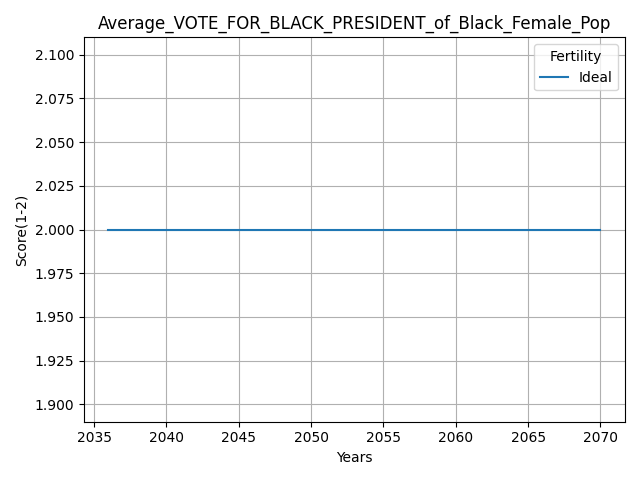 Average_VOTE_FOR_BLACK_PRESIDENT_of_Black_Female_Pop
2.100
2.075
2.050
2.025
2.000
1.975
1.950
1.925
1.900
Score(1-2)
Fertility
Ideal
2035 2040 2045 2050 2055 2060 2065 2070
Years